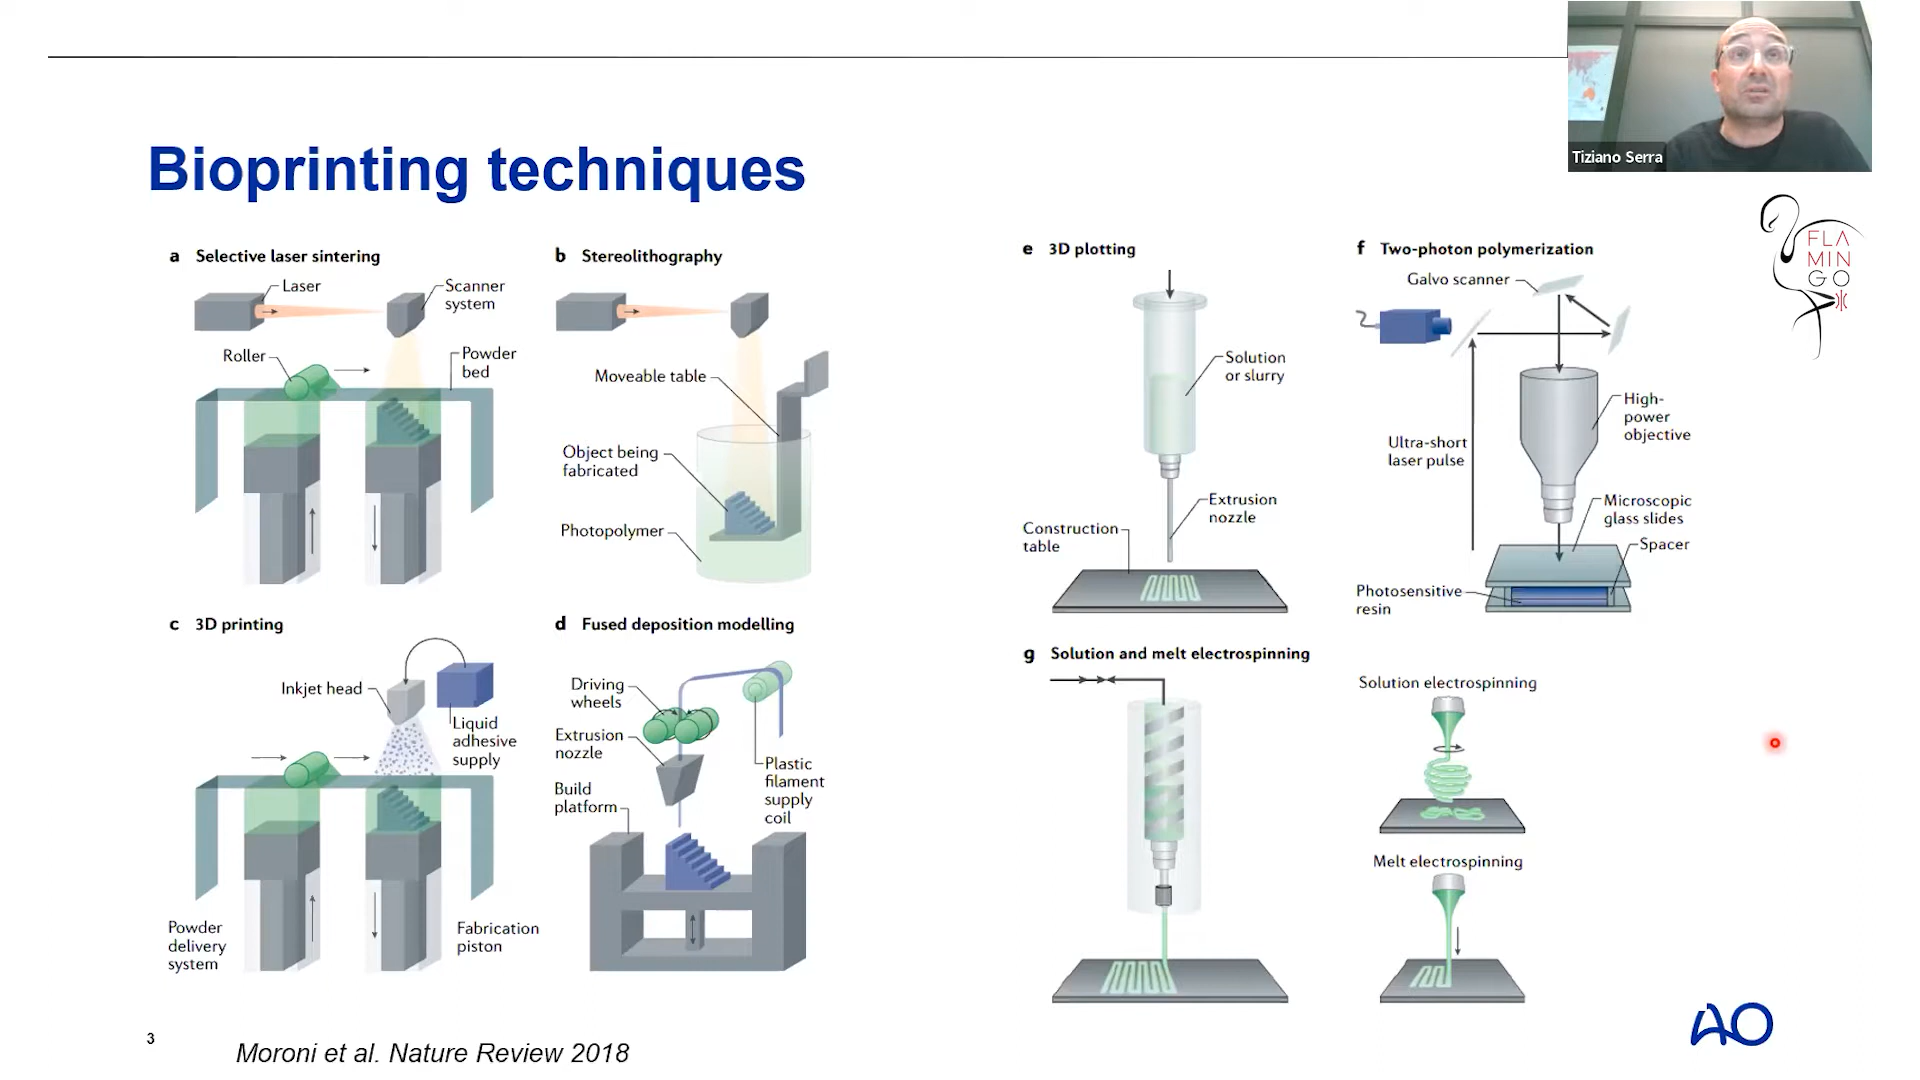 Tiziano Serra
Bioprinting techniques
FLA
MIN
GO
a Selective laser sintering
Laser
Scanner
system
Roller
Powder
bed
b Stereolithography
Moveable table
Object being
fabricated
Photopolymer
c 3D printing
Inkjet head
Liquid
adhesive
supply
Powder
delivery
system
Fabrication
piston
d Fused deposition modelling
Driving
wheels
Extrusion
nozzle
Build
platform
Plastic
filament
supply
coil
e 3D plotting
Solution
or slurry
Extrusion
nozzle
Construction
table
f Two-photon polymerization
Galvo scanner
High-
power
objective
Ultra-short
laser pulse
Microscopic
glass slides
Spacer
Photosensitive
resin
g Solution and melt electrospinning
Solution electrospinning
Melt electrospinning
3
Moroni et al. Nature Review 2018
AO